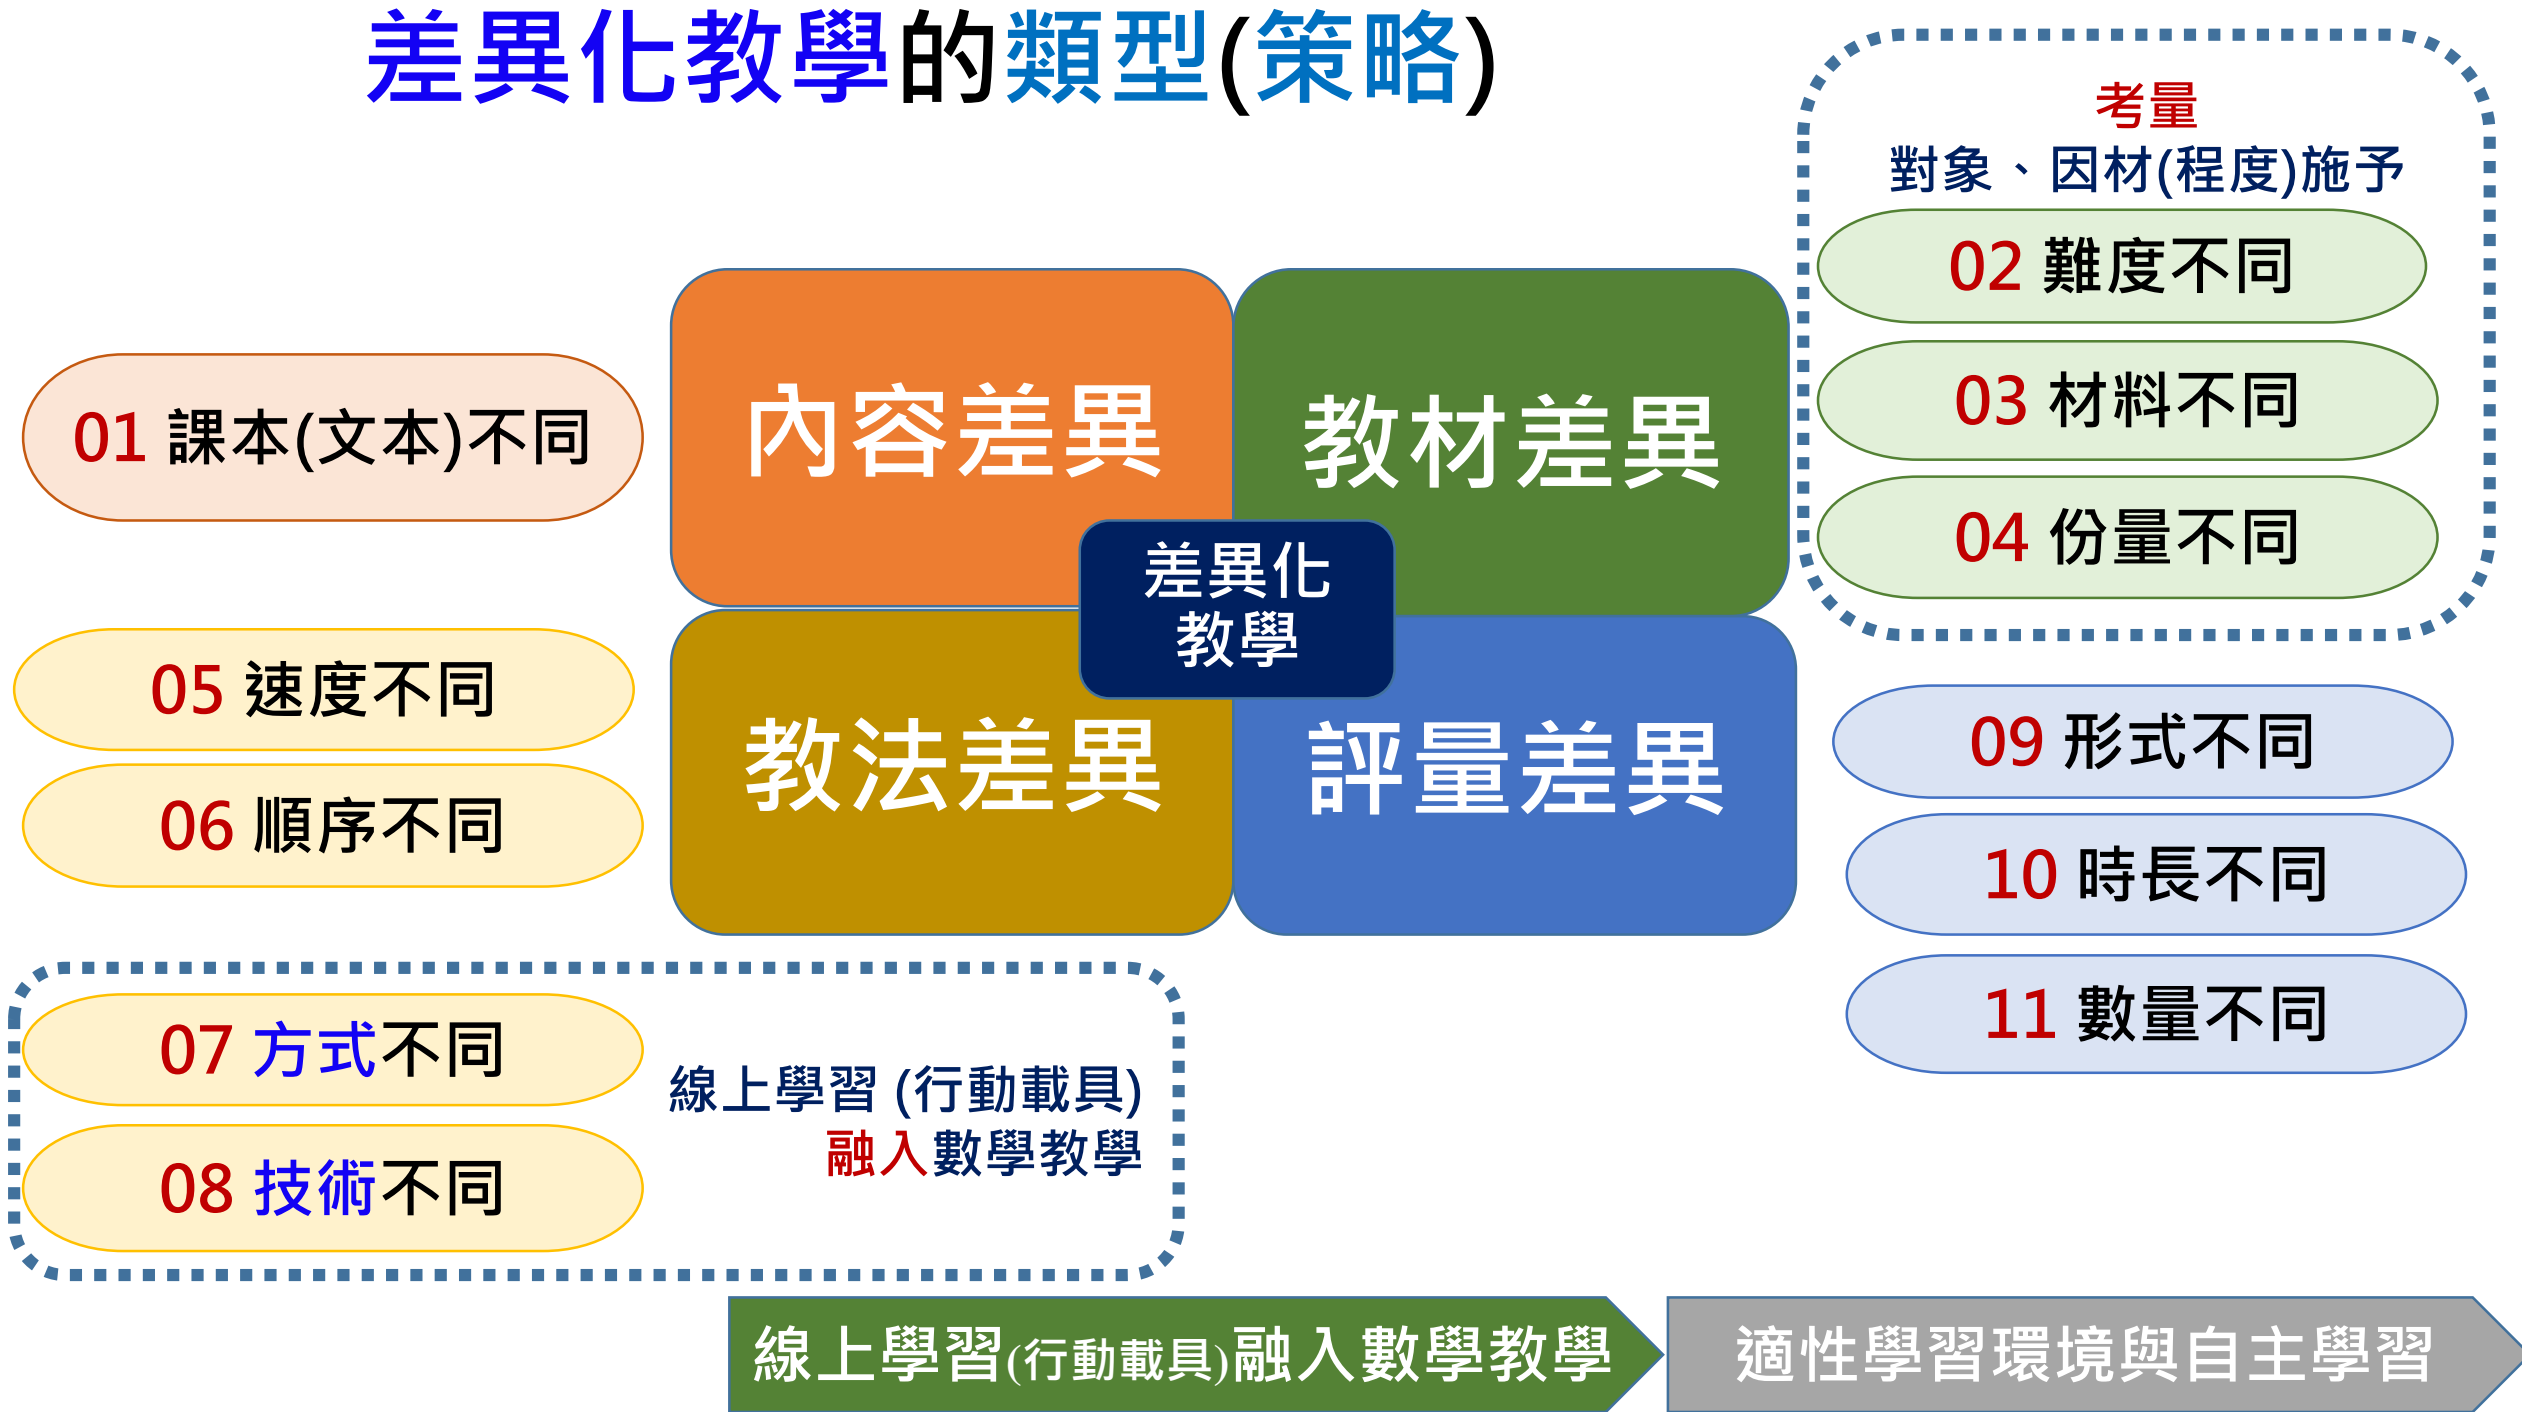 差異化教學的類型(策略)
考量
對象、因材(程度)施予
02 難度不同
03 材料不同
04 份量不同
內容差異
教材差異
01 課本(文本)不同
差異化
教學
教法差異
評量差異
05 速度不同
06 順序不同
09 形式不同
10 時長不同
11 數量不同
07 方式不同
08 技術不同
線上學習 (行動載具)
融入數學教學
線上學習(行動載具)融入數學教學
適性學習環境與自主學習